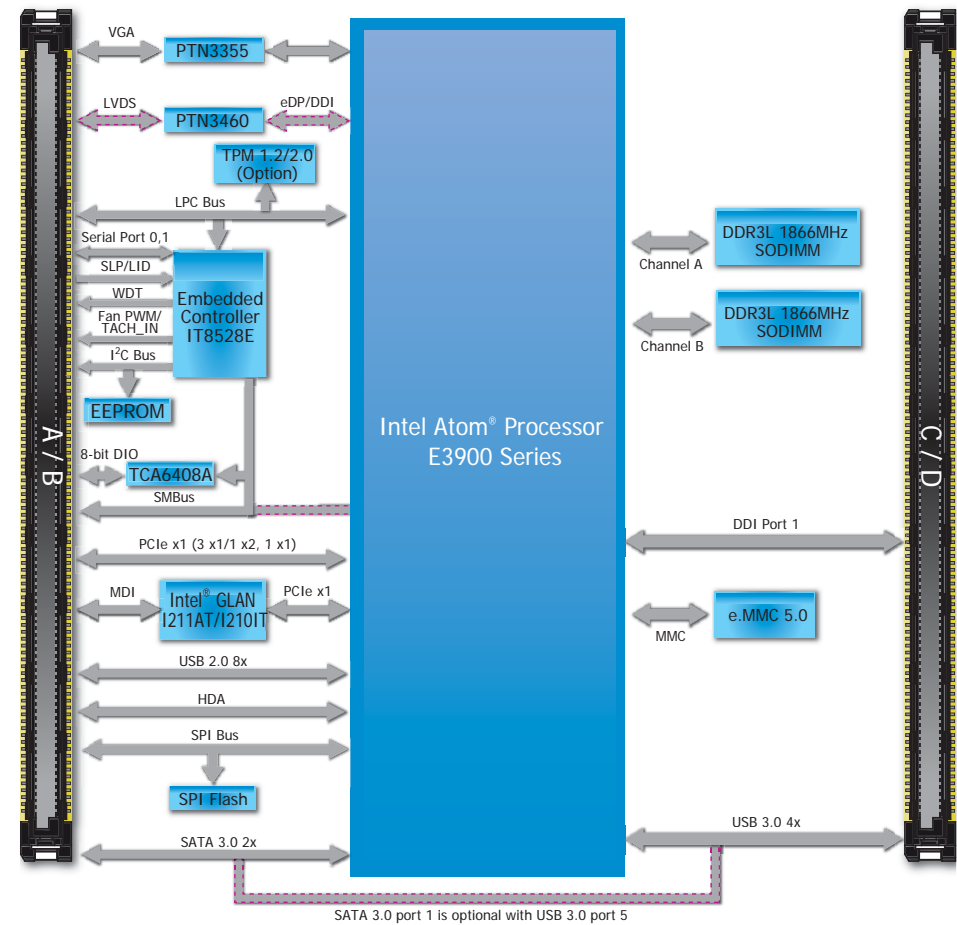 VGA
PTN3355
LVDS
PTN3460
eDP/DDI
TPM 1.2/2.0
(Option)
LPC Bus
Serial Port 0,1
SLP/LID
WDT
Fan PWM/
TACH_IN
I²C Bus
Embedded
Controller
IT8528E
EEPROM
A / B
8-bit DIO
TCA6408A
SMBus
PCIe x1 (3 x1/1 x2, 1 x1)
MDI
Intel® GLAN
I211AT/I210IT
PCIe x1
USB 2.0 8x
HDA
SPI Bus
SPI Flash
SATA 3.0 2x
Intel Atom® Processor
E3900 Series
DDR3L 1866MHz
SODIMM
Channel A
DDR3L 1866MHz
SODIMM
Channel B
C / D
DDI Port 1
e.MMC 5.0
MMC
USB 3.0 4x
SATA 3.0 port 1 is optional with USB 3.0 port 5